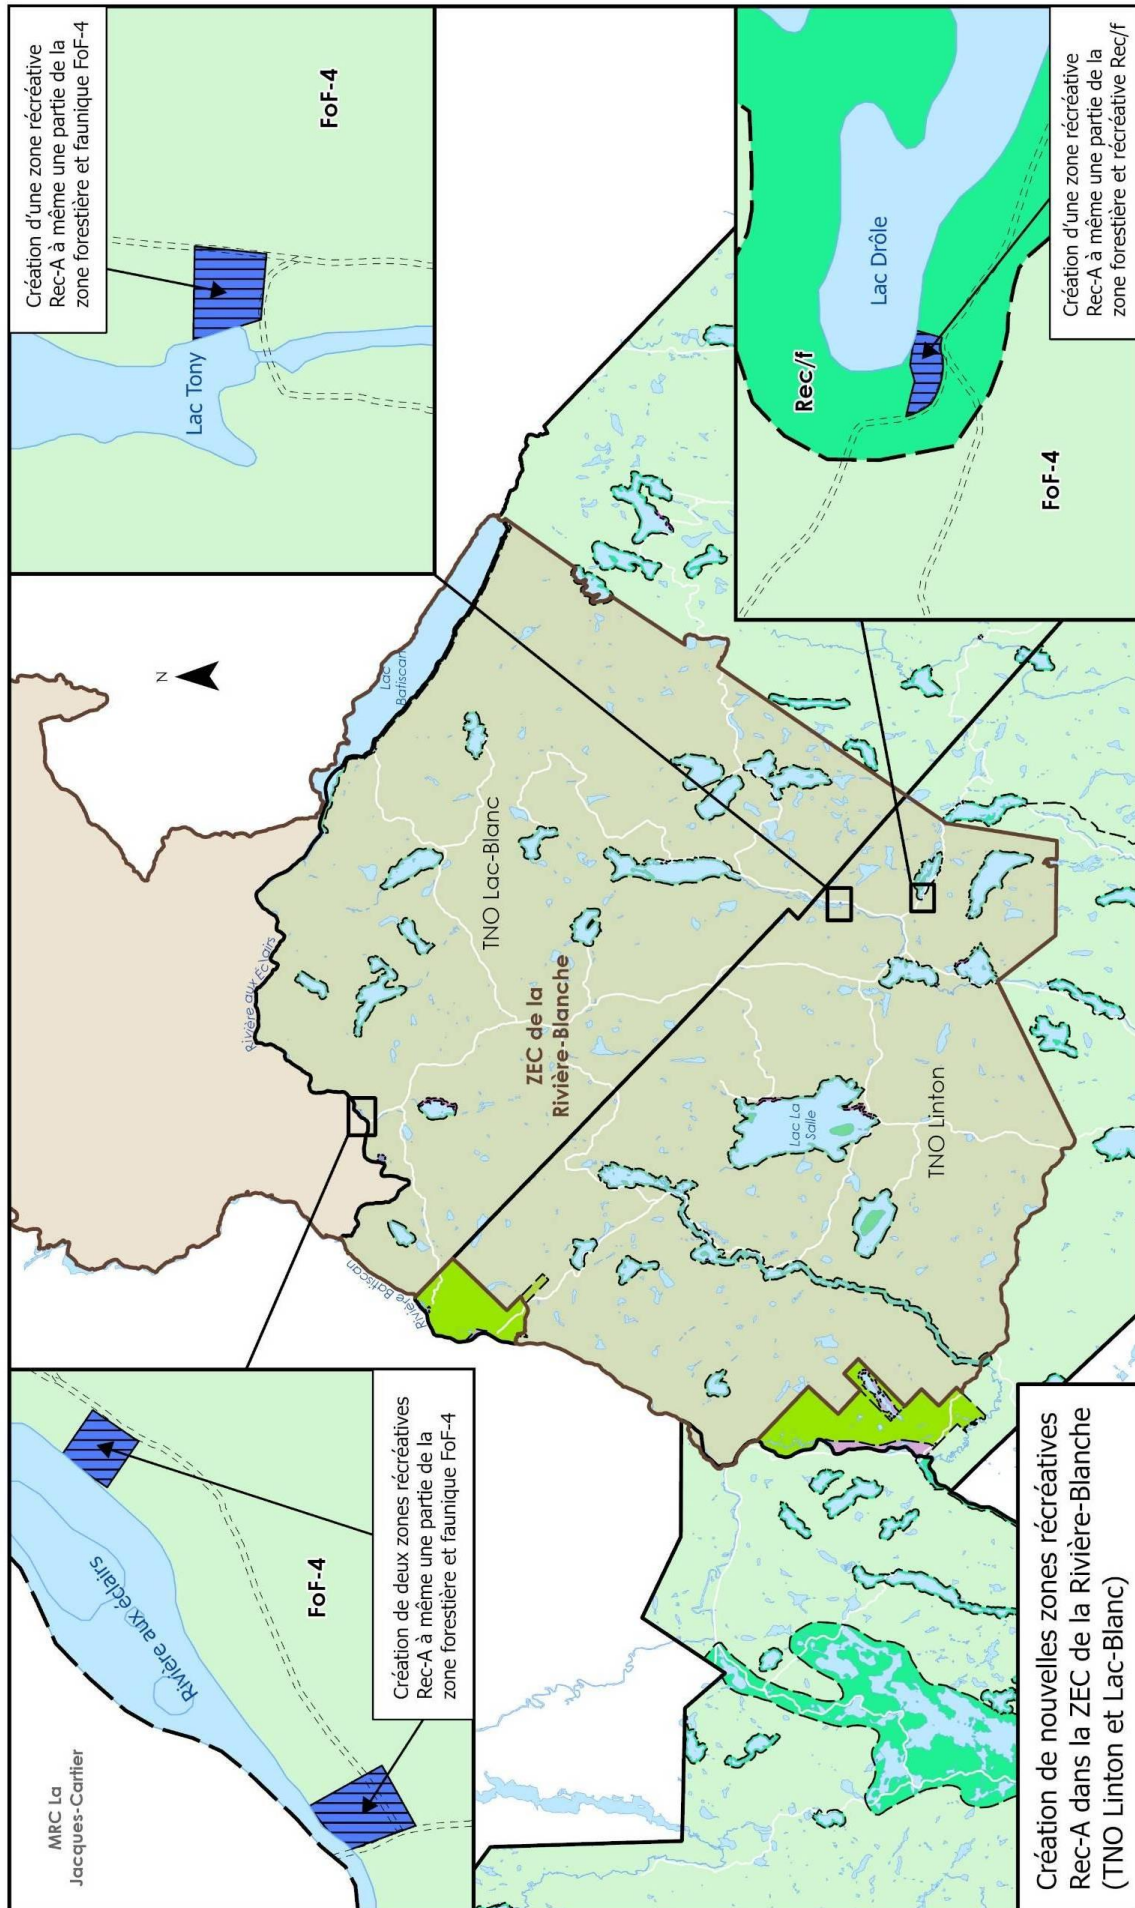 MRC La
Jacques-Cartier
Rivière aux éclairs
FoF-4
Création de deux zones récréatives
Rec-A à même une partie de la
zone forestière et faunique FoF-4
N
Lac Tony
FoF-4
Création d'une zone récréative
Rec-A à même une partie de la
zone forestière et faunique FoF-4
Rivière aux Éclairs
Lac
Batiscan
Rivière Batiscan
TNO Lac-Blanc
ZEC de la
Rivière-Blanche
Lac La
Salle
TNO Linton
Rec/f
Lac Drôle
FoF-4
Création d'une zone récréative
Rec-A à même une partie de la
zone forestière et récréative Rec/f
Création de nouvelles zones récréatives
Rec-A dans la ZEC de la Rivière-Blanche
(TNO Linton et Lac-Blanc)